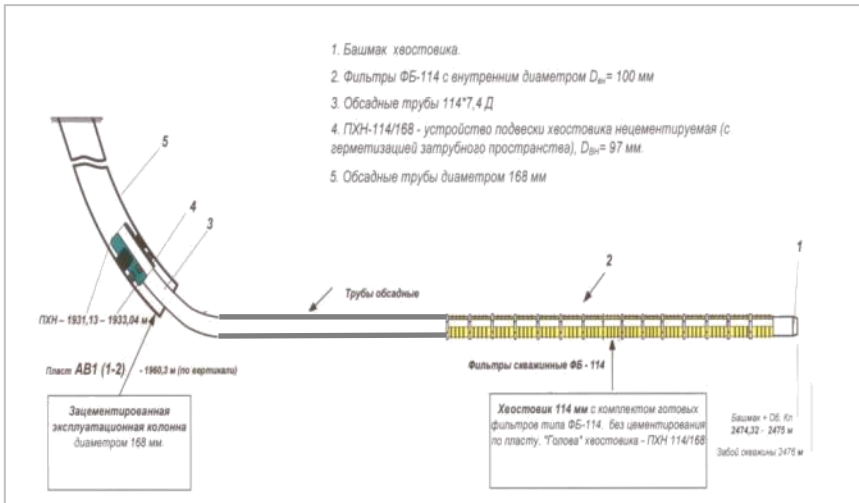 1. Башмак хвостовика.
2. Фильтры ФБ-114 с внутренним диаметром Dвн= 100 мм
3. Обсадные трубы 114*7,4 Д
4. ПХН-114/168 - устройство подвески хвостовика нецементируемая (с
герметизацией затрубного пространства), DВН= 97 мм.
5. Обсадные трубы диаметром 168 мм
5
4
3
2
1
Трубы обсадные
ПХН – 1931,13 – 1933,04 м
Пласт АВ1 (1-2) - 1960,3 м (по вертикали)
Фильтры скважинные ФБ - 114
Зацементированная
эксплуатационная колонна
диаметром 168 мм.
Хвостовик 114 мм с комплектом готовых
фильтров типа ФБ-114. без цементирования
по пласту. "Голова" хвостовика - ПХН 114/168
Башмак + Об. Кл
2474,32 - 2475 м
Забой скважины 2476 м